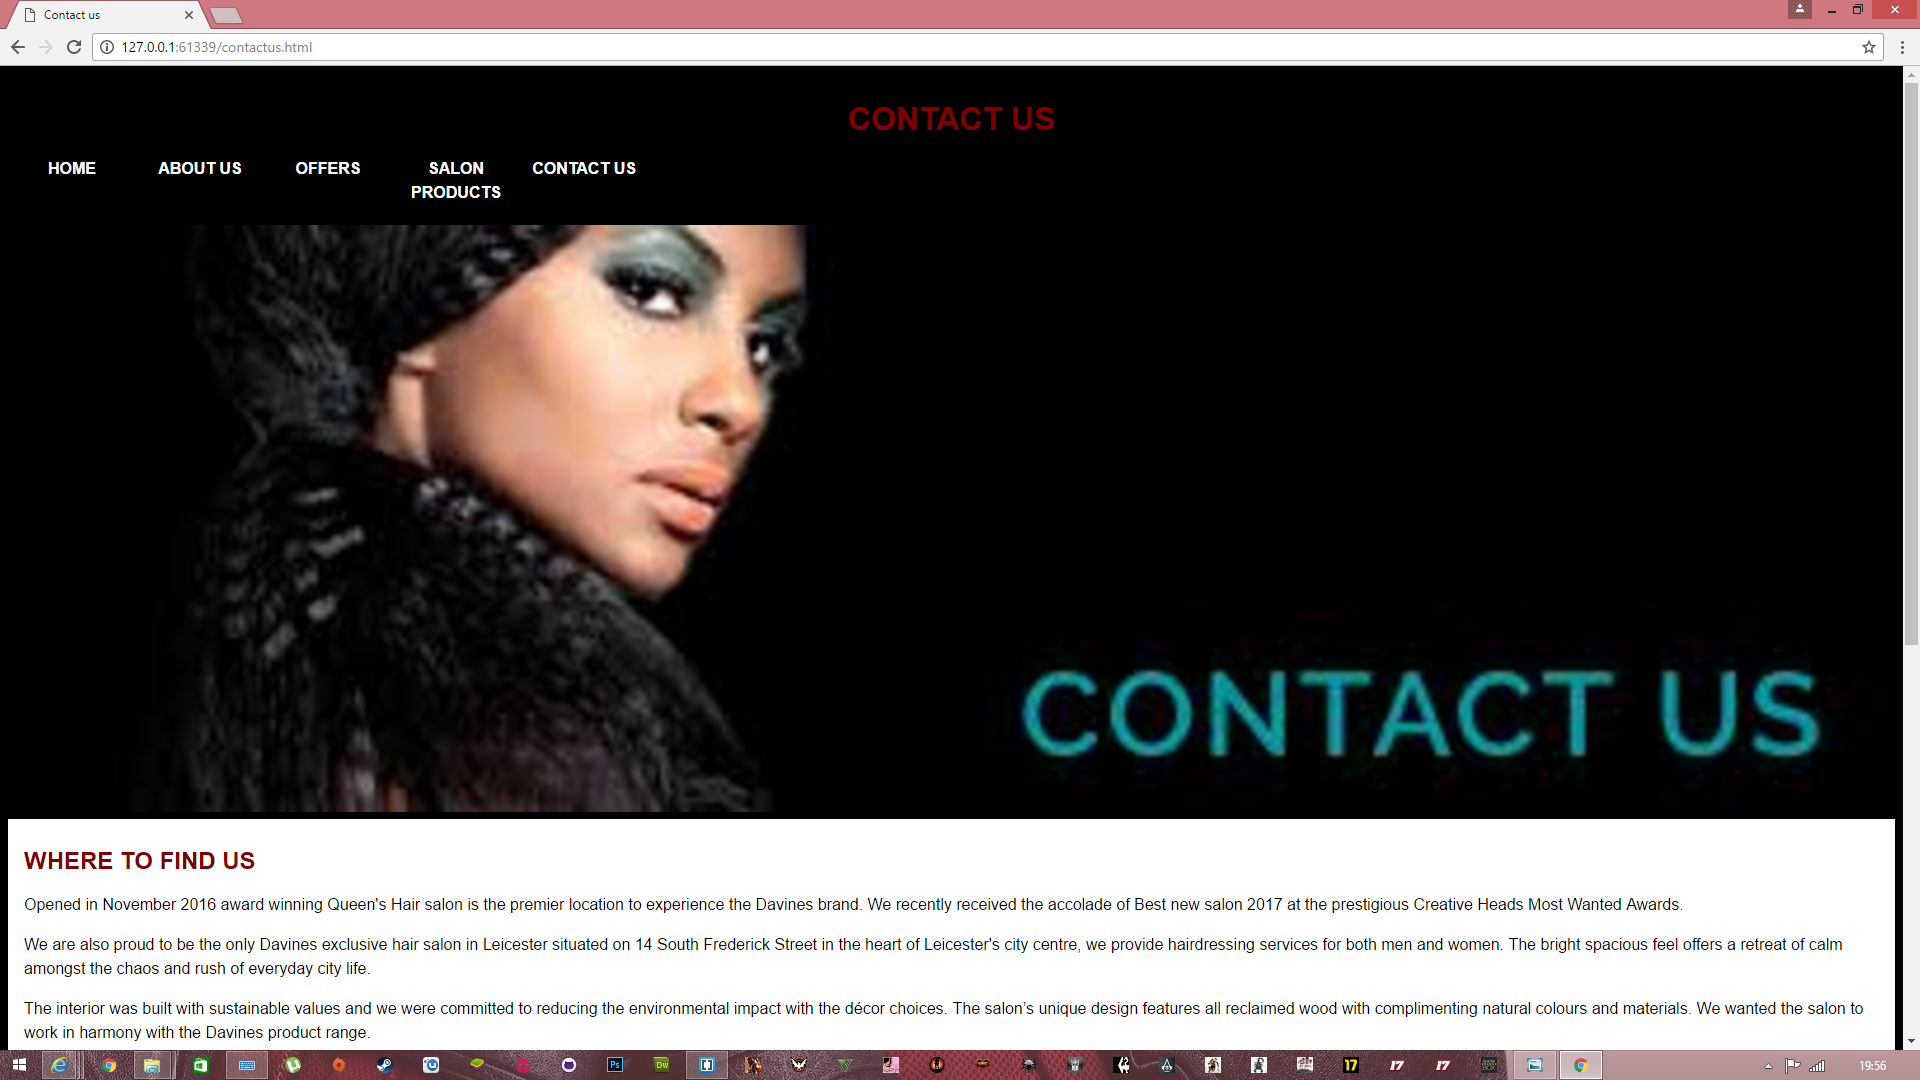 Contact us
127.0.0.1:61339/contactus.html
CONTACT US
HOME ABOUT US OFFERS SALON PRODUCTS CONTACT US
CONTACT US
WHERE TO FIND US
Opened in November 2016 award winning Queen's Hair salon is the premier location to experience the Davines brand. We recently received the accolade of Best new salon 2017 at the prestigious Creative Heads Most Wanted Awards.
We are also proud to be the only Davines exclusive hair salon in Leicester situated on 14 South Frederick Street in the heart of Leicester's city centre, we provide hairdressing services for both men and women. The bright spacious feel offers a retreat of calm
amongst the chaos and rush of everyday city life.
The interior was built with sustainable values and we were committed to reducing the environmental impact with the décor choices. The salon’s unique design features all reclaimed wood with complimenting natural colours and materials. We wanted the salon to
work in harmony with the Davines product range.
Ps Dw 17 17 17 19:56